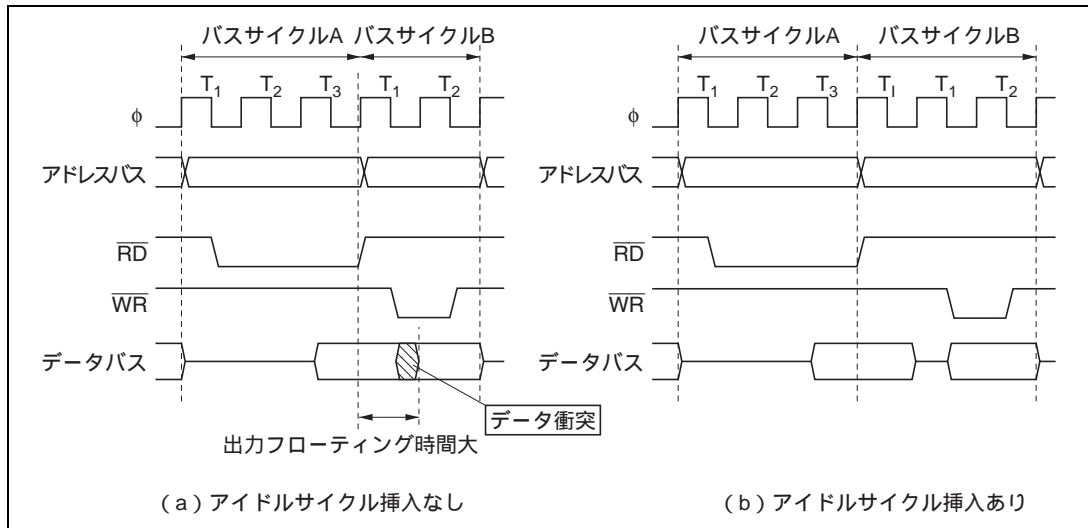 バスサイクルA バスサイクルB
T1 T2 T3 T1 T2
φ
アドレスバス
RD
WR
データバス
データ衝突
出力フローティング時間大
(a)アイドルサイクル挿入なし
バスサイクルA バスサイクルB
T1 T2 T3 TI T1 T2
φ
アドレスバス
RD
WR
データバス
(b)アイドルサイクル挿入あり